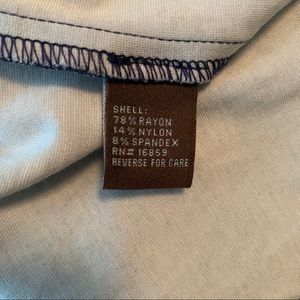 SHELL:
78% RAYON
14% NYLON
8% SPANDEX
RN# 16859
REVERSE FOR CARE